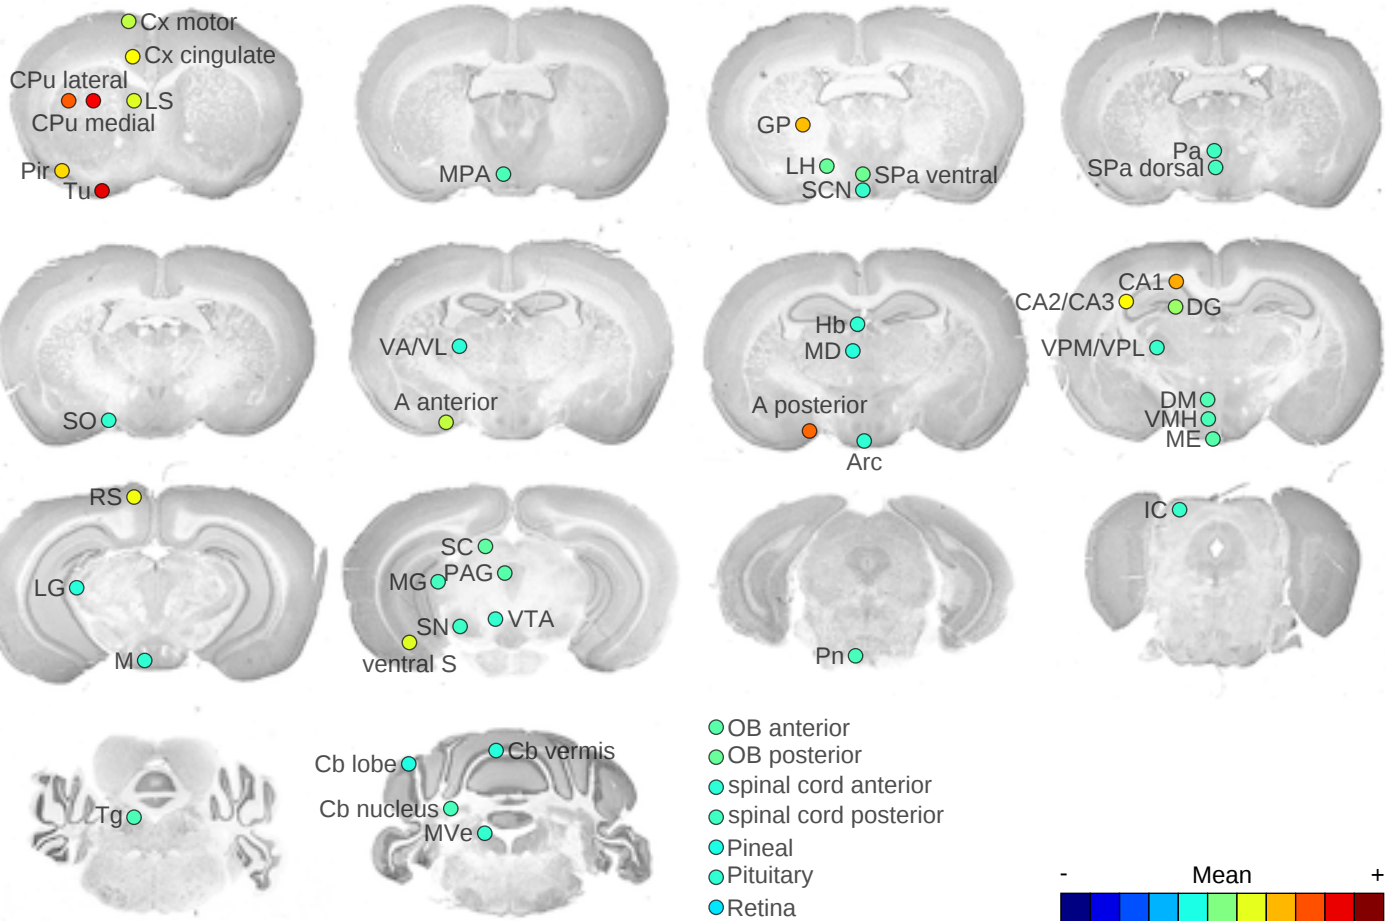 Cx motor
Cx cingulate
CPu lateral
LS
CPu medial
Pir
Tu
MPA
GP
LH
SPa ventral
SCN
Pa
SPa dorsal
SO
VA/VL
A anterior
Hb
MD
A posterior
Arc
CA1
CA2/CA3
DG
VPM/VPL
DM
VMH
ME
RS
LG
M
SC
MG
PAG
SN
VTA
ventral S
Pn
IC
Tg
Cb lobe
Cb vermis
Cb nucleus
MVe
OB anterior
OB posterior
spinal cord anterior
spinal cord posterior
Pineal
Pituitary
Retina
- Mean +